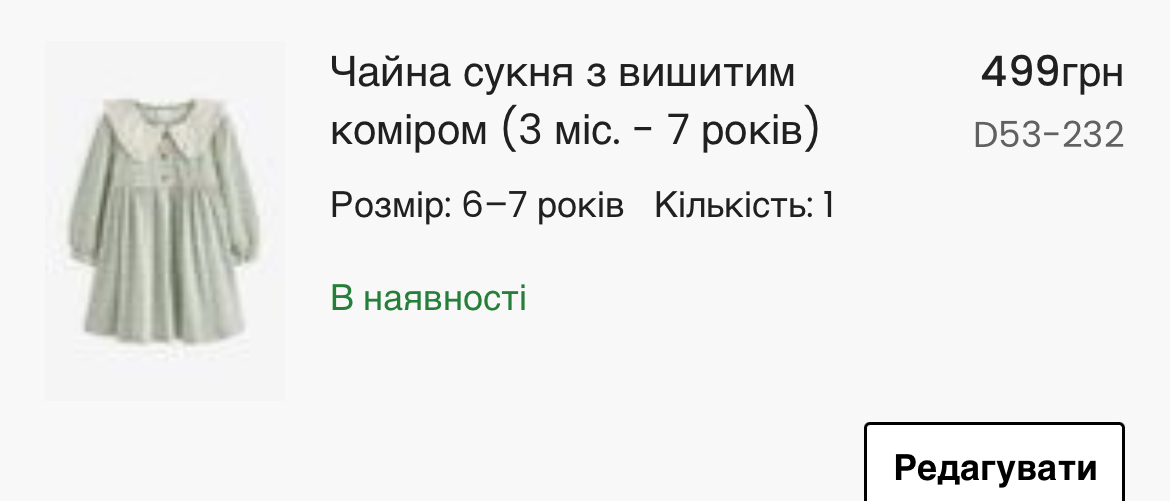 Чайна сукня з вишитим
коміром (3 міс. - 7 років)
499грн
D53-232
Розмір: 6–7 років Кількість: 1
В наявності
Редагувати